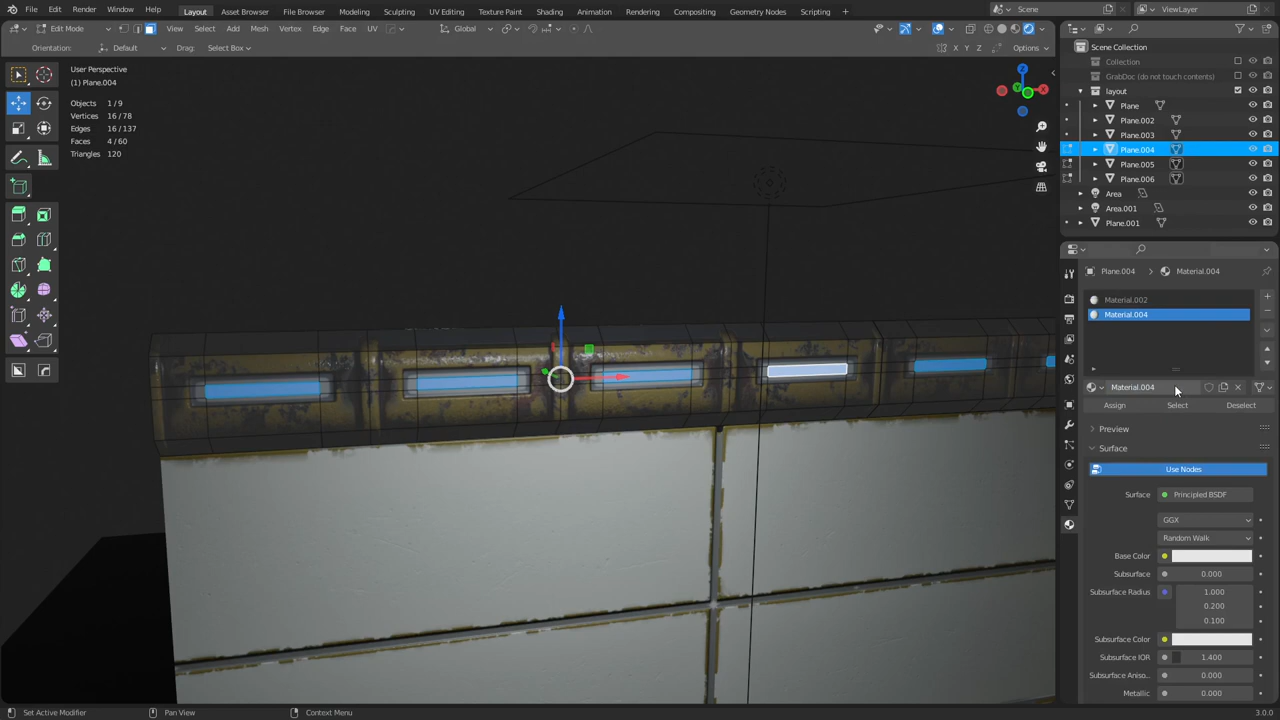 File Edit Render Window Help Layout Asset Browser File Browser Modeling Sculpting UV Editing Texture Paint Shading Animation Rendering Compositing Geometry Nodes Scripting Scene ViewLayer
Edit Mode View Select Add Mesh Vertex Edge Face UV Global
Orientation: Default Drag: Select Box X Y Z Options
User Perspective
(1) Plane.004
Objects 1/9
Vertices 16/78
Edges 16/137
Faces 4/60
Triangles 120
Z
X
Y
Scene Collection
Collection
GrabDoc (do not touch contents)
layout
Plane
Plane.002
Plane.003
Plane.004
Plane.005
Plane.006
Area
Area.001
Plane.001
Plane.004 > Material.004
Material.002
Material.004
Material.004
Assign Select Deselect
Preview
Surface
Use Nodes
Surface Principled BSDF
GGX
Random Walk
Base Color
Subsurface 0.000
Subsurface Radius 1.000
0.200
0.100
Subsurface Color
Subsurface IOR 1.400
Subsurface Aniso... 0.000
Metallic 0.000
Set Active Modifier Pan View Context Menu 3.0.0